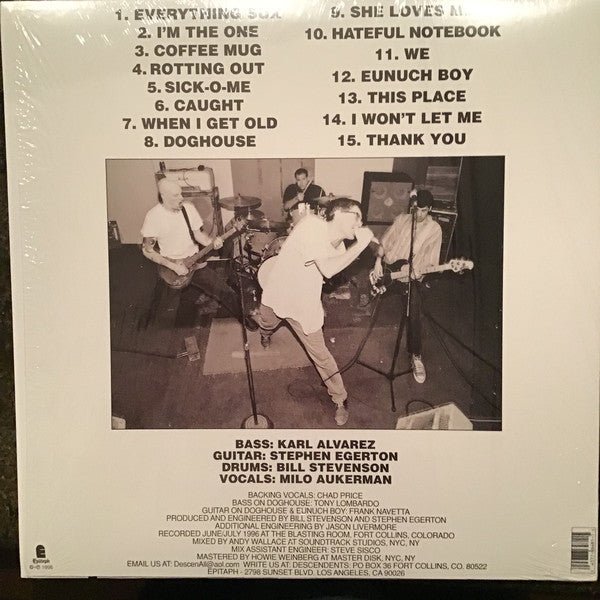 1. EVERYTHING SUX
2. I'M THE ONE
3. COFFEE MUG
4. ROTTING OUT
5. SICK-O-ME
6. CAUGHT
7. WHEN I GET OLD
8. DOGHOUSE
9. SHE LOVES
10. HATEFUL NOTEBOOK
11. WE
12. EUNUCH BOY
13. THIS PLACE
14. I WON'T LET ME
15. THANK YOU
BASS: KARL ALVAREZ
GUITAR: STEPHEN EGERTON
DRUMS: BILL STEVENSON
VOCALS: MILO AUKERMAN
BACKING VOCALS: CHAD PRICE
BASS ON DOGHOUSE: TONY LOMBARDO
GUITAR ON DOGHOUSE & EUNUCH BOY: FRANK NAVETTA
PRODUCED AND ENGINEERED BY BILL STEVENSON AND STEPHEN EGERTON
ADDITIONAL ENGINEERING BY JASON LIVERMORE
RECORDED JUNE/JULY 1996 AT THE BLASTING ROOM, FORT COLLINS, COLORADO
MIXED BY ANDY WALLACE AT SOUNDTRACK STUDIOS, NYC, NY
MIX ASSISTANT ENGINEER: STEVE SISCO
MASTERED BY HOWIE WEINBERG AT MASTER DISK, NYC, NY
EMAIL US AT: DescenAll@aol.com WRITE US AT: DESCENDENTS: PO BOX 36 FORT COLLINS, CO. 80522
EPITAPH - 2798 SUNSET BLVD. LOS ANGELES, CA 90026
Epitaph
©℗ 1996